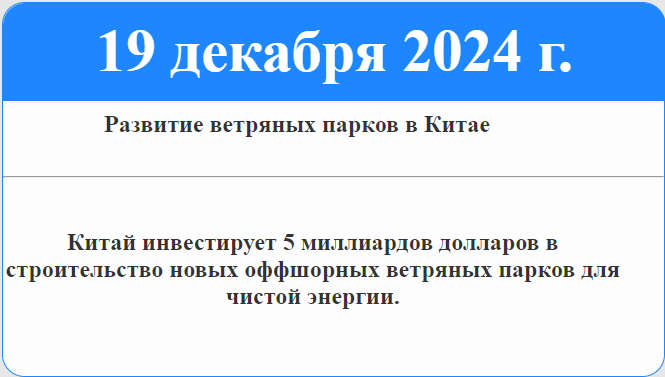 19 декабря 2024 г.
Развитие ветряных парков в Китае
Китай инвестирует 5 миллиардов долларов в
строительство новых оффшорных ветряных парков для
чистой энергии.